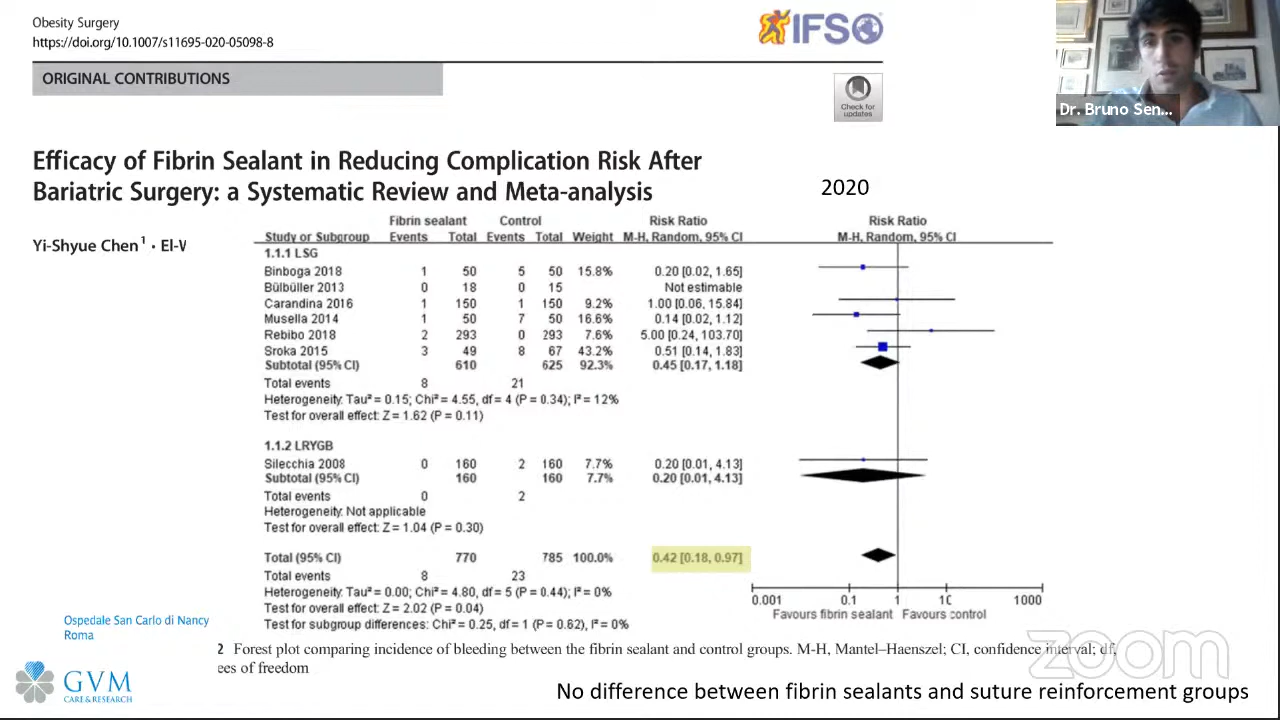 Obesity Surgery
https://doi.org/10.1007/s11695-020-05098-8
IFSO
ORIGINAL CONTRIBUTIONS
Check for
updates
Dr. Bruno Sen...
Efficacy of Fibrin Sealant in Reducing Complication Risk After
Bariatric Surgery: a Systematic Review and Meta-analysis
2020
Yi-Shyue Chen1 · El-
Fibrin sealant Control Risk Ratio Risk Ratio
Study or Subgroup Events Total Events Total Weight M-H, Random, 95% CI M-H, Random, 95% CI
1.1.1 LSG
Binboga 2018 1 50 5 50 15.8% 0.20 [0.02, 1.65]
Bülbüller 2013 0 18 0 15 Not estimable
Carandina 2016 1 150 1 150 9.2% 1.00 [0.06, 15.84]
Musella 2014 1 50 7 50 16.6% 0.14 [0.02, 1.12]
Rebibo 2018 2 293 0 293 7.6% 5.00 [0.24, 103.70]
Sroka 2015 3 49 8 67 43.2% 0.51 [0.14, 1.83]
Subtotal (95% CI) 610 625 92.3% 0.45 [0.17, 1.18]
Total events 8 21
Heterogeneity: Tau² = 0.15; Chi² = 4.55, df = 4 (P = 0.34); I² = 12%
Test for overall effect: Z = 1.62 (P = 0.11)
1.1.2 LRYGB
Silecchia 2008 0 160 2 160 7.7% 0.20 [0.01, 4.13]
Subtotal (95% CI) 160 160 7.7% 0.20 [0.01, 4.13]
Total events 0 2
Heterogeneity: Not applicable
Test for overall effect: Z = 1.04 (P = 0.30)
Total (95% CI) 770 785 100.0% 0.42 [0.18, 0.97]
Total events 8 23
Heterogeneity: Tau² = 0.00; Chi² = 4.80, df = 5 (P = 0.44); I² = 0%
Test for overall effect: Z = 2.02 (P = 0.04)
Test for subgroup differences: Chi² = 0.25, df = 1 (P = 0.62), I² = 0%
0.001 0.1 1 10 1000
Favours fibrin sealant Favours control
Ospedale San Carlo di Nancy
Roma
2 Forest plot comparing incidence of bleeding between the fibrin sealant and control groups. M-H, Mantel–Haenszel; CI, confidence interval; df,
ees of freedom
zoom
GVM
CARE & RESEARCH
No difference between fibrin sealants and suture reinforcement groups